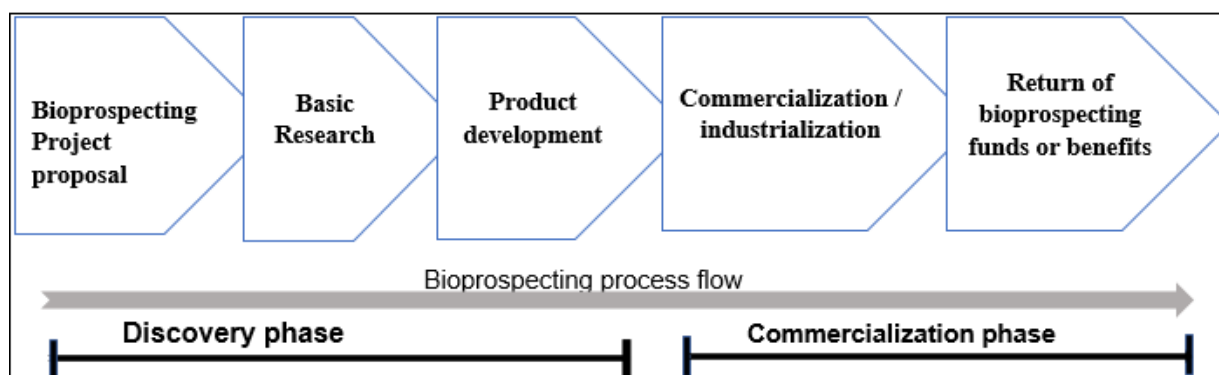 Bioprospecting
Project
proposal
Basic
Research
Product
development
Commercialization /
industrialization
Return of
bioprospecting
funds or benefits
Bioprospecting process flow
Discovery phase
Commercialization phase